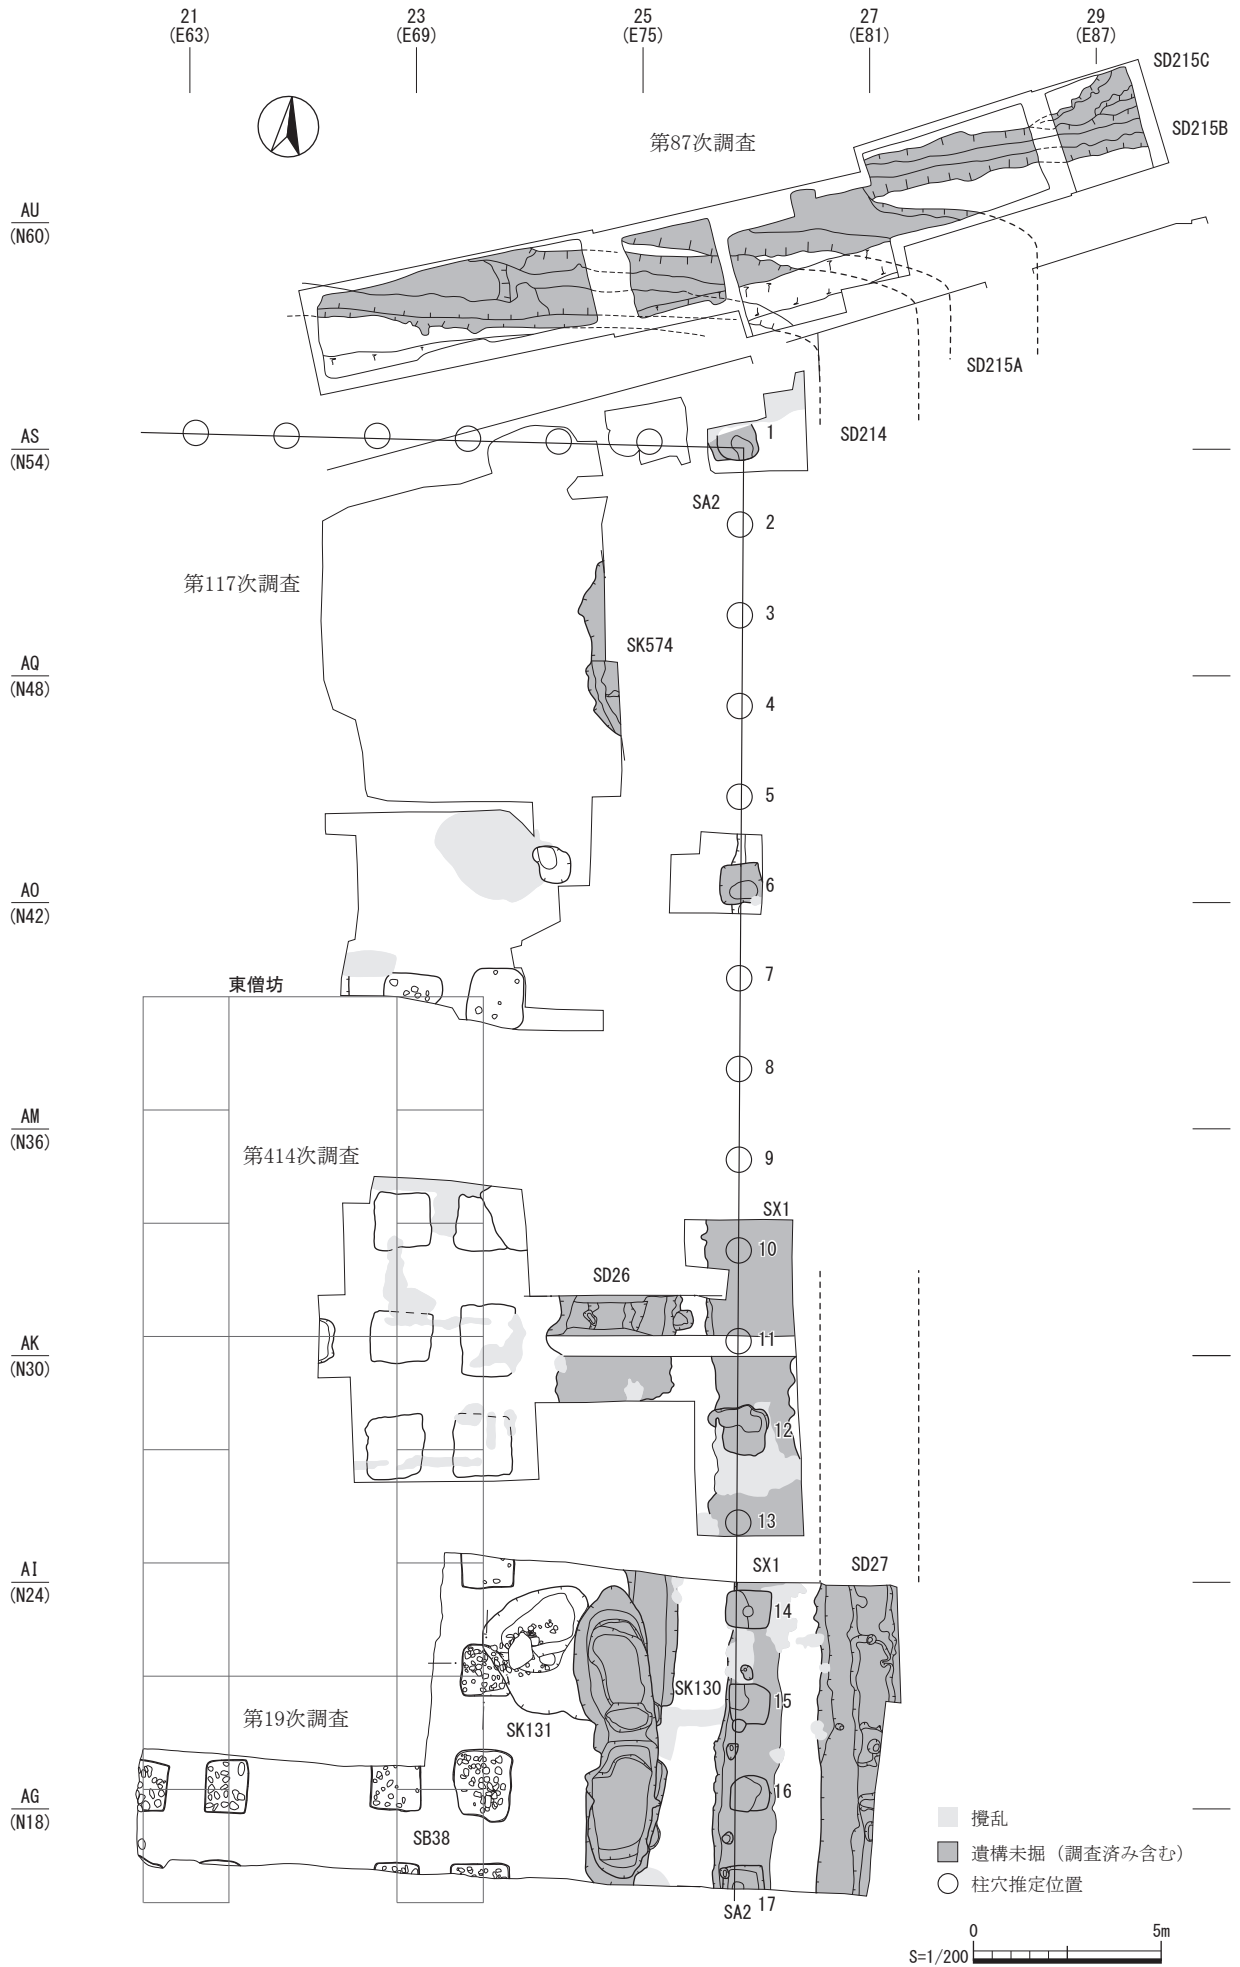 21
(E63)
23
(E69)
25
(E75)
27
(E81)
29
(E87)
SD215C
SD215B
第87次調査
AU
(N60)
SD215A
AS
(N54)
1
SD214
SA2
2
第117次調査
3
SK574
AQ
(N48)
4
5
AO
(N42)
6
東僧坊
7
8
AM
(N36)
第414次調査
9
SX1
10
SD26
AK
(N30)
11
12
13
AI
(N24)
SX1
SD27
14
SK130
15
第19次調査
SK131
AG
(N18)
16
SB38
17
SA2
攪乱
遺構未掘（調査済み含む）
柱穴推定位置
0
5m
S=1/200